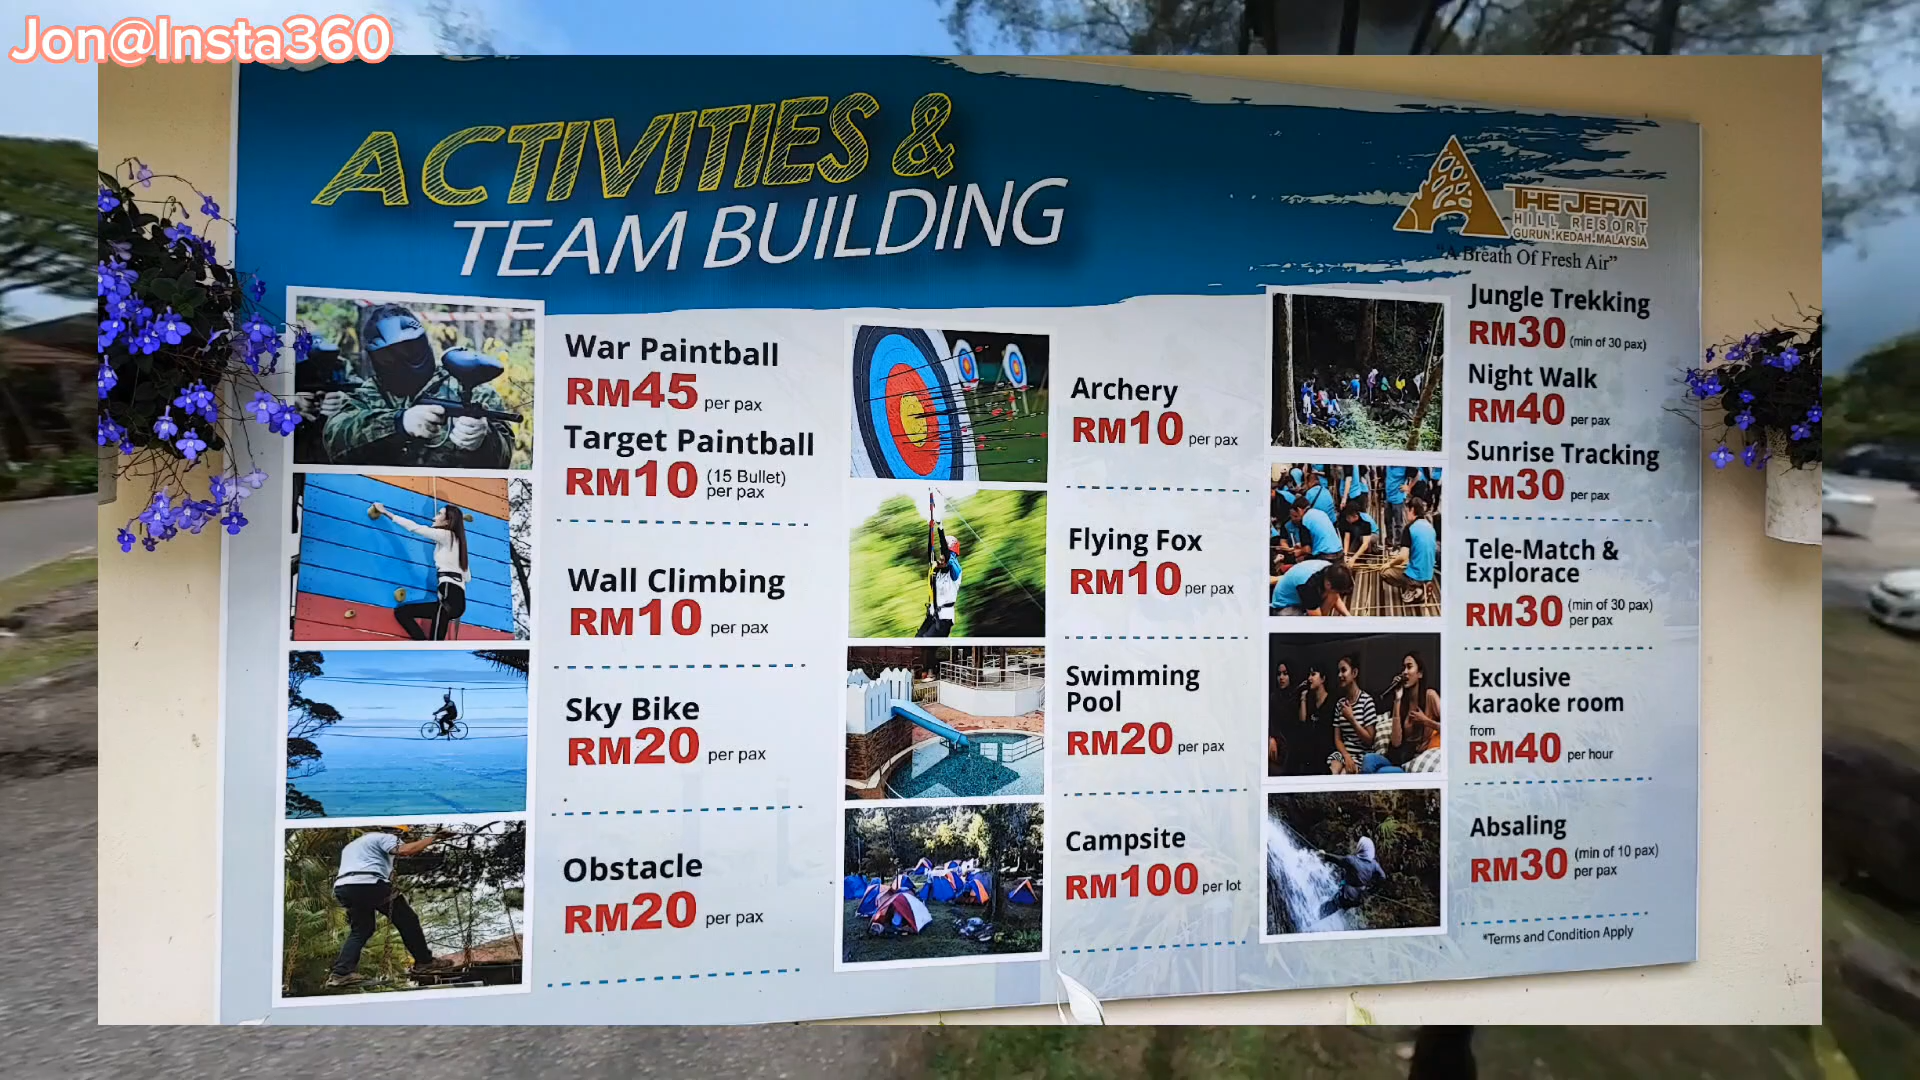 Jon@Insta360
ACTIVITIES &
TEAM BUILDING
THE JERAI
HILL RESORT
GURUN.KEDAH.MALAYSIA
"A Breath Of Fresh Air"
War Paintball
RM45 per pax
Target Paintball
RM10 (15 Bullet)
per pax
Wall Climbing
RM10 per pax
Sky Bike
RM20 per pax
Obstacle
RM20 per pax
Archery
RM10 per pax
Flying Fox
RM10 per pax
Swimming
Pool
RM20 per pax
Campsite
RM100 per lot
Jungle Trekking
RM30 (min of 30 pax)
Night Walk
RM40 per pax
Sunrise Tracking
RM30 per pax
Tele-Match &
Explorace
RM30 (min of 30 pax)
per pax
Exclusive
karaoke room
from
RM40 per hour
Absaling
RM30 (min of 10 pax)
per pax
*Terms and Condition Apply